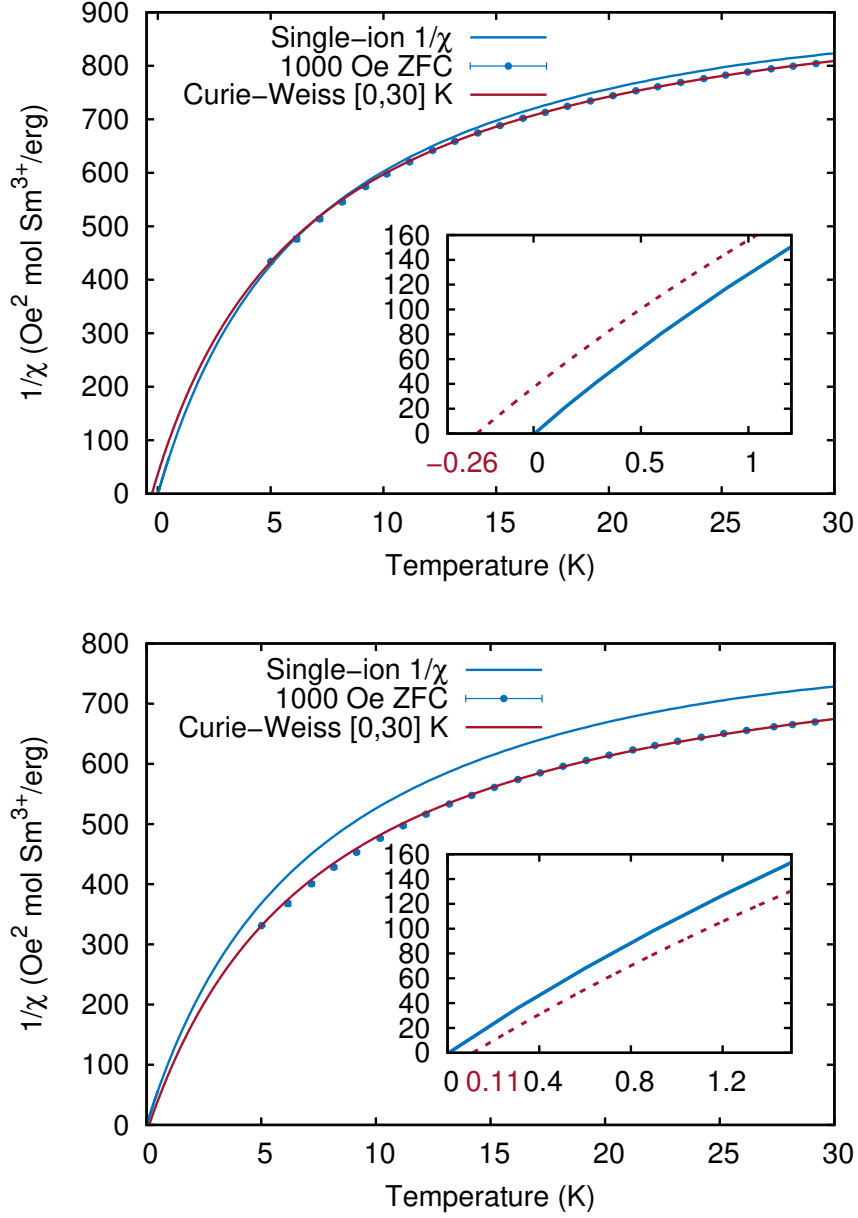 900
800
700
600
500
400
300
200
100
0
1/χ (Oe² mol Sm³⁺/erg)
Single−ion 1/χ
1000 Oe ZFC
Curie−Weiss [0,30] K
160
140
120
100
80
60
40
20
0
−0.26 0 0.5 1
0 5 10 15 20 25 30
Temperature (K)
800
700
600
500
400
300
200
100
0
1/χ (Oe² mol Sm³⁺/erg)
Single−ion 1/χ
1000 Oe ZFC
Curie−Weiss [0,30] K
160
140
120
100
80
60
40
20
0
0 0.11 0.4 0.8 1.2
0 5 10 15 20 25 30
Temperature (K)